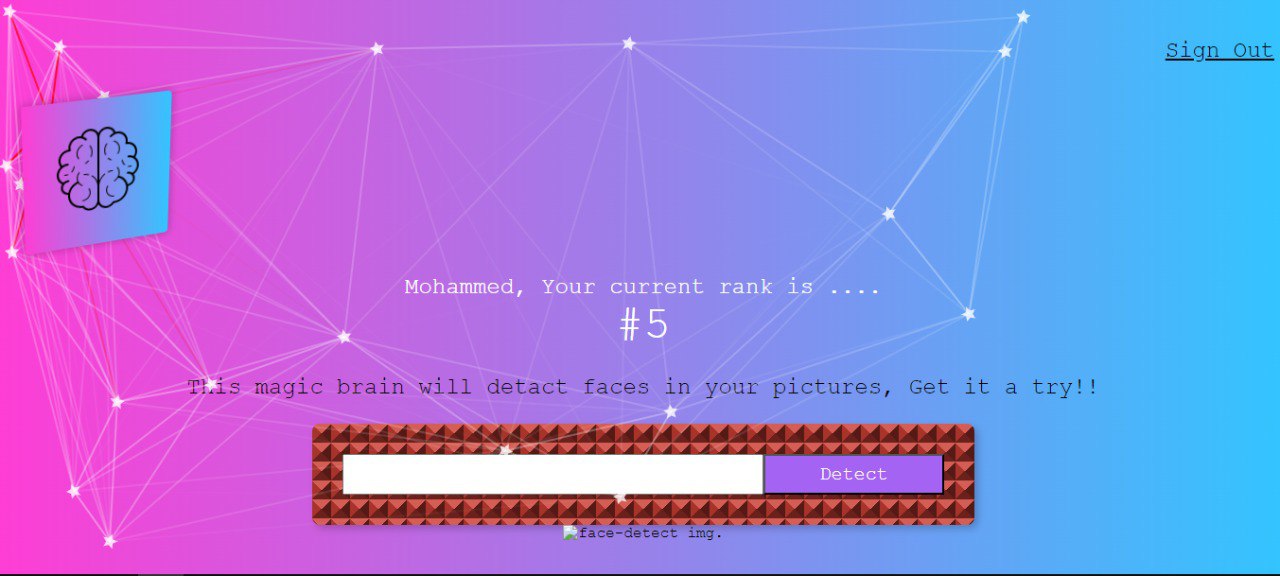 Sign Out
Mohammed, Your current rank is ....
#5
This magic brain will detact faces in your pictures, Get it a try!!
Detect
face-detect img.